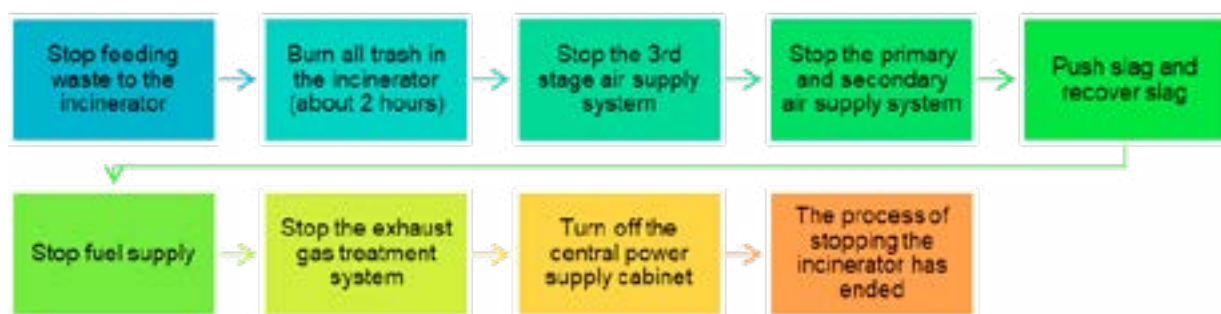 Stop feeding
waste to the
incinerator
Burn all trash in
the incinerator
(about 2 hours)
Stop the 3rd
stage air supply
system
Stop the primary
and secondary
air supply system
Push slag and
recover slag
Stop fuel supply
Stop the exhaust
gas treatment
system
Turn off the
central power
supply cabinet
The process of
stopping the
incinerator has
ended